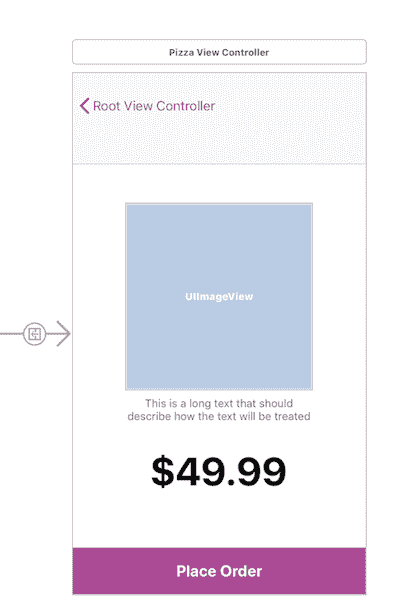 Pizza View Controller
Root View Controller
UIImageView
This is a long text that should
describe how the text will be treated
$49.99
Place Order